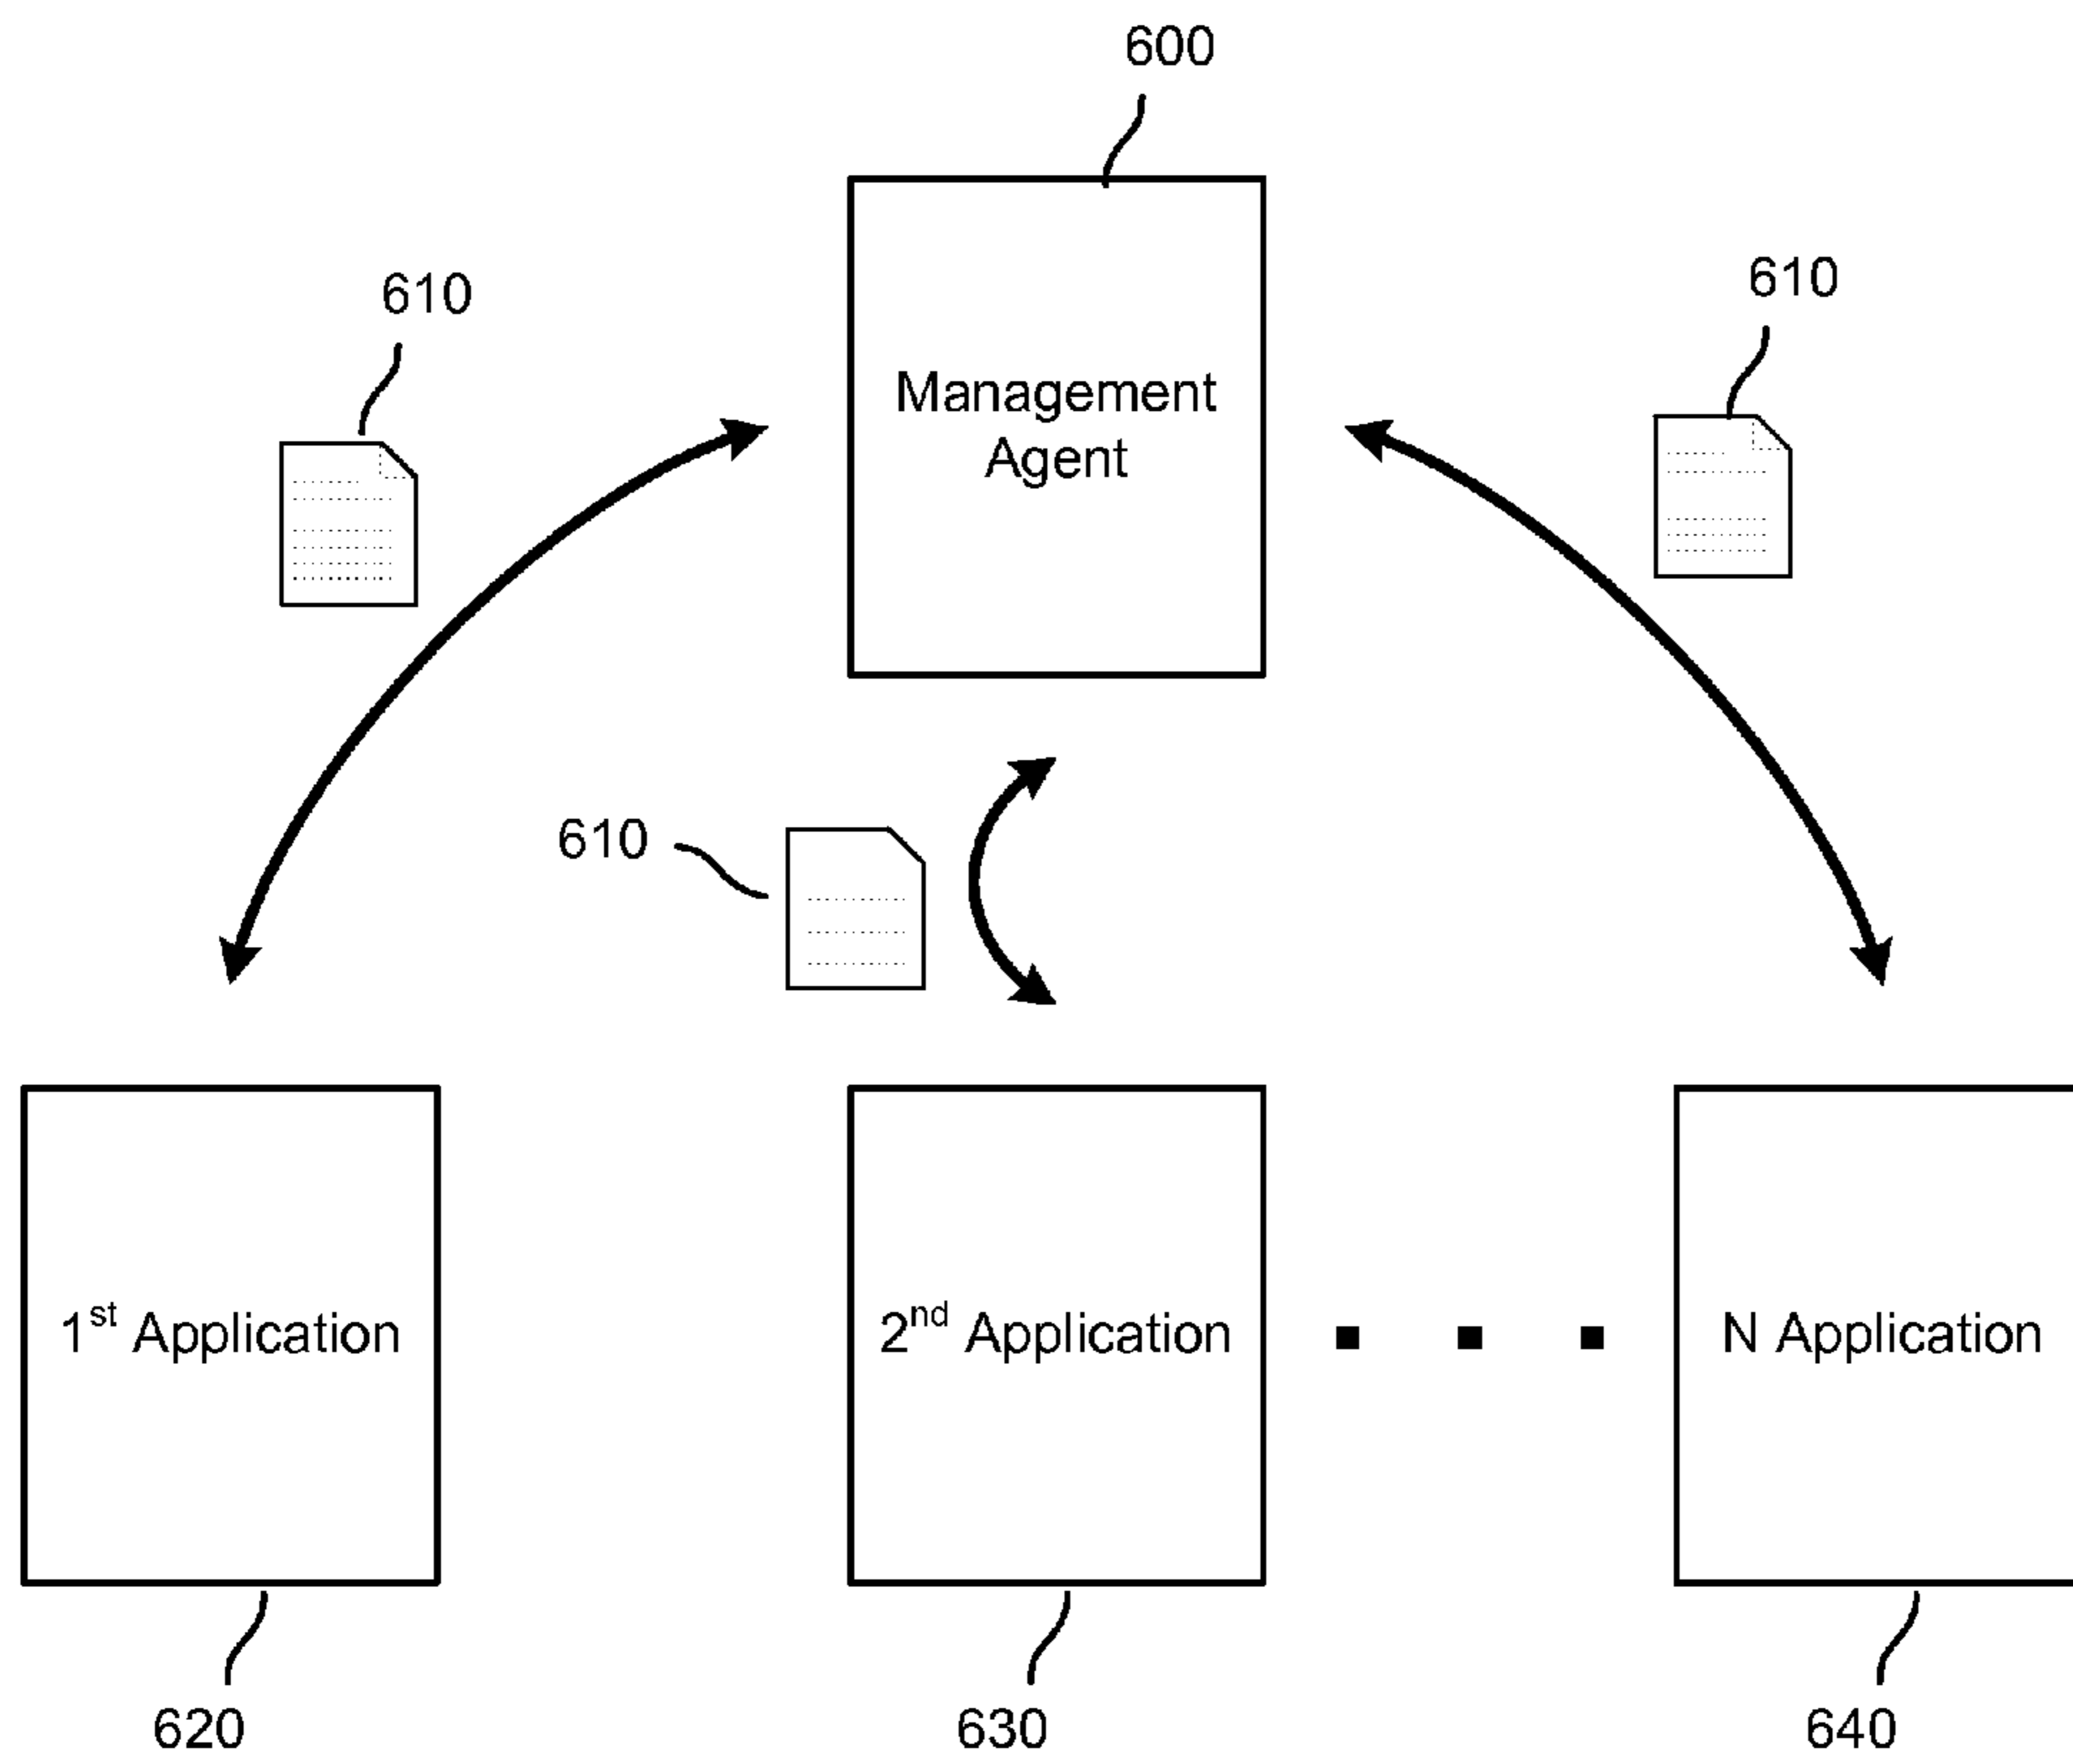 600
610
610
Management
Agent
610
1st Application
2nd Application
N Application
620
630
640